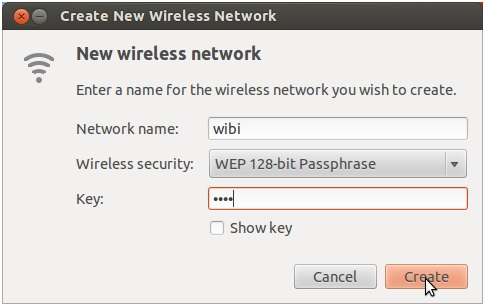 Create New Wireless Network
New wireless network
Enter a name for the wireless network you wish to create.
Network name: wibi
Wireless security: WEP 128-bit Passphrase
Key: ••••
Show key
Cancel Create